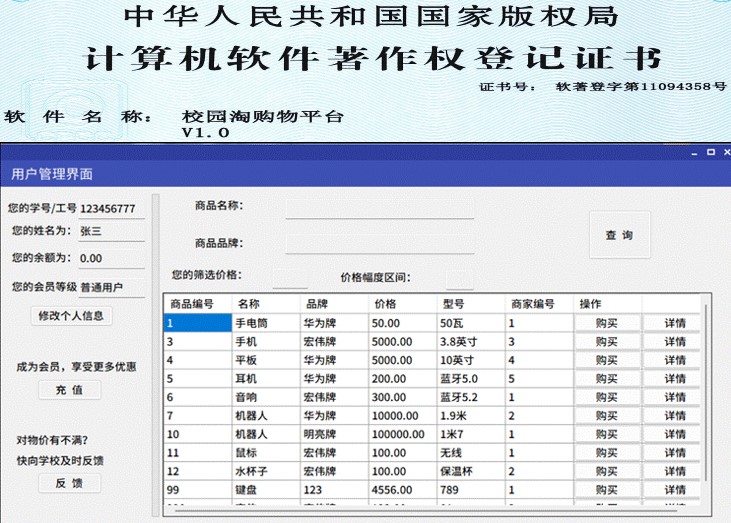 中华人民共和国国家版权局
计算机软件著作权登记证书
证书号： 软著登字第11094358号
软 件 名 称： 校园淘购物平台
V1.0
用户管理界面
您的学号/工号 123456777
您的姓名为： 张三
您的余额为： 0.00
您的会员等级 普通用户
修改个人信息
成为会员，享受更多优惠
充 值
对物价有不满？
快向学校及时反馈
反 馈
商品名称：
商品品牌：
查 询
您的筛选价格： 价格幅度区间：
商品编号 名称 品牌 价格 型号 商家编号 操作
1 手电筒 华为牌 50.00 50瓦 1 购买 详情
3 手机 宏伟牌 5000.00 3.8英寸 3 购买 详情
4 平板 华为牌 5000.00 10英寸 4 购买 详情
5 耳机 华为牌 200.00 蓝牙5.0 5 购买 详情
6 音响 宏伟牌 300.00 蓝牙5.2 1 购买 详情
7 机器人 华为牌 10000.00 1.9米 2 购买 详情
10 机器人 明亮牌 100000.00 1米7 1 购买 详情
11 鼠标 宏伟牌 100.00 无线 1 购买 详情
12 水杯子 宏伟牌 100.00 保温杯 2 购买 详情
99 键盘 123 4556.00 789 1 购买 详情